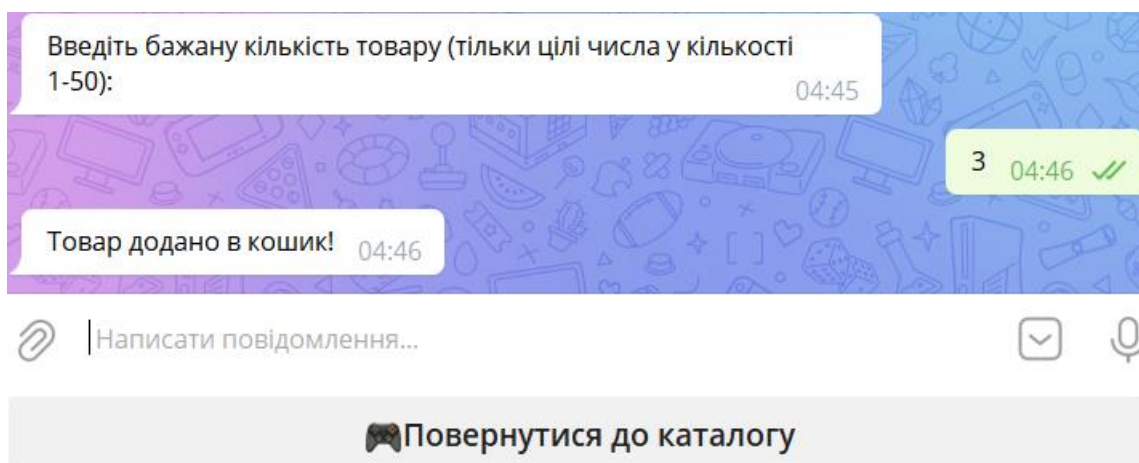 Введіть бажану кількість товару (тільки цілі числа у кількості
1-50):
04:45
3 04:46
Товар додано в кошик! 04:46
Написати повідомлення...
🎮Повернутися до каталогу